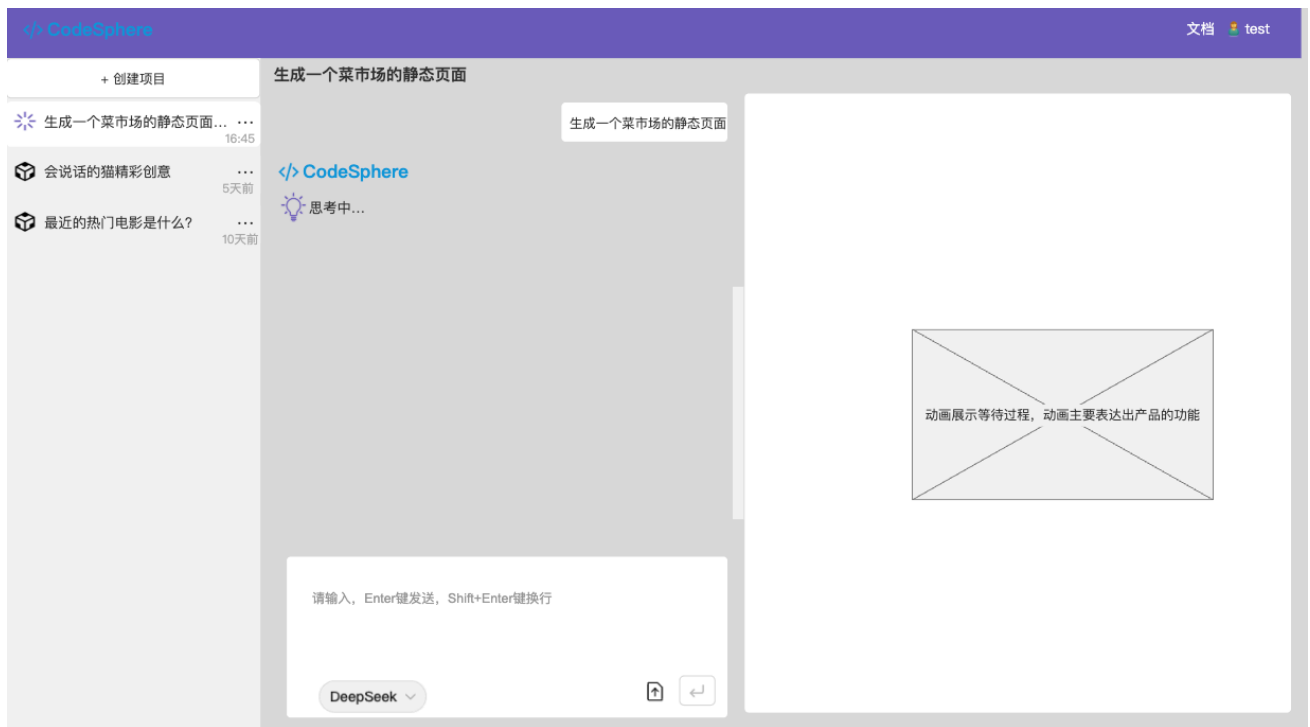 </> CodeSphere
文档 test
+ 创建项目
生成一个菜市场的静态页面... ...
16:45
会说话的猫精彩创意 ...
5天前
最近的热门电影是什么? ...
10天前
生成一个菜市场的静态页面
生成一个菜市场的静态页面
</> CodeSphere
思考中...
请输入，Enter键发送，Shift+Enter键换行
DeepSeek
动画展示等待过程，动画主要表达出产品的功能